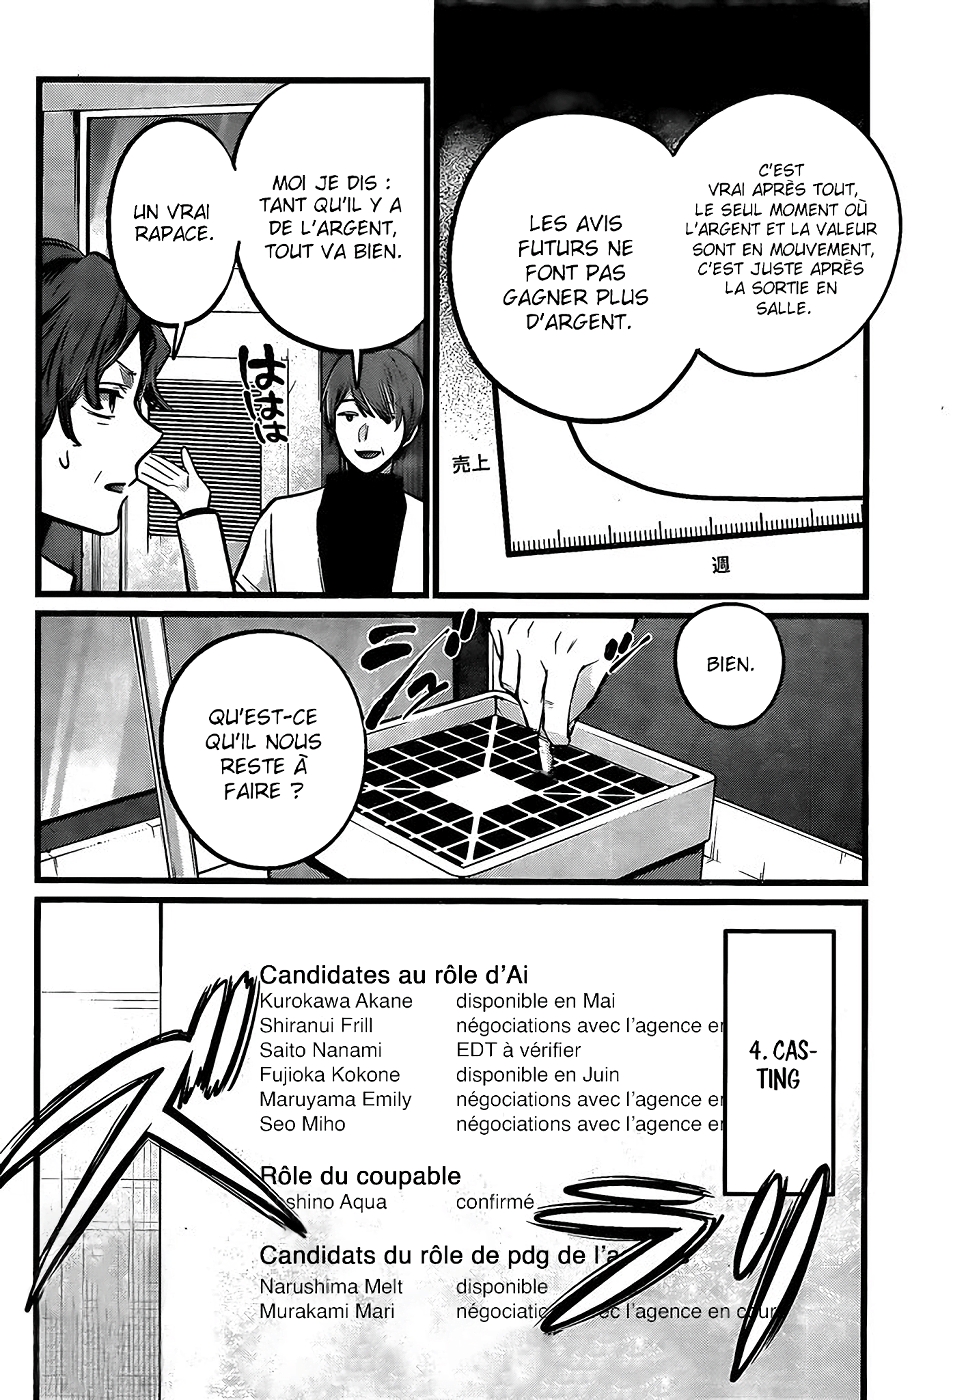 C'EST
VRAI APRÈS TOUT,
LE SEUL MOMENT OÙ
L'ARGENT ET LA VALEUR
SONT EN MOUVEMENT,
C'EST JUSTE APRÈS
LA SORTIE EN
SALLE.
LES AVIS
FUTURS NE
FONT PAS
GAGNER PLUS
D'ARGENT.
売上
週
MOI JE DIS :
TANT QU'IL Y A
DE L'ARGENT,
TOUT VA BIEN.
UN VRAI
RAPACE.
ははは
BIEN.
QU'EST-CE
QU'IL NOUS
RESTE À
FAIRE ?
4. CAS-
TING
Candidates au rôle d'Ai
Kurokawa Akane disponible en Mai
Shiranui Frill négociations avec l'agence
Saito Nanami EDT à vérifier
Fujioka Kokone disponible en Juin
Maruyama Emily négociations avec l'agence
Seo Miho négociations avec l'agence
Rôle du coupable
Aqua confirmé
Candidats du rôle de pdg de
Narushima Melt disponible
Murakami Mari l'agence en